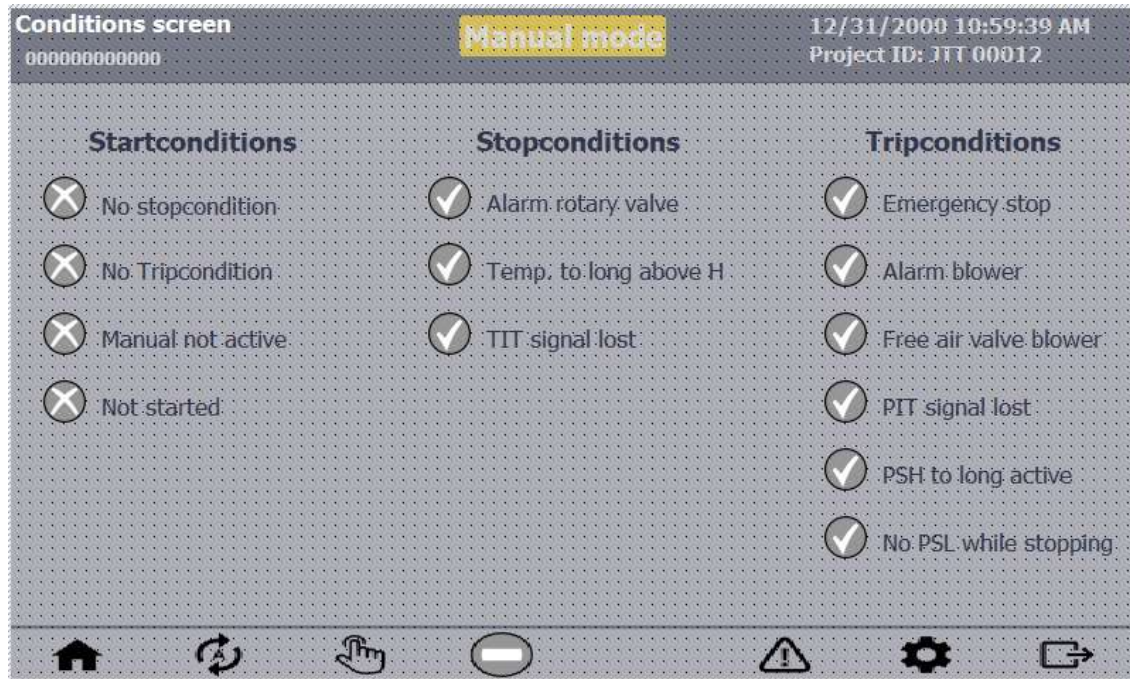 Conditions screen
000000000000
Manual mode
12/31/2000 10:59:39 AM
Project ID: JTT 00012
Startconditions
No stopcondition
No Tripcondition
Manual not active
Not started
Stopconditions
Alarm rotary valve
Temp. to long above H
TIT signal lost
Tripconditions
Emergency stop
Alarm blower
Free air valve blower
PIT signal lost
PSH to long active
No PSL while stopping
A